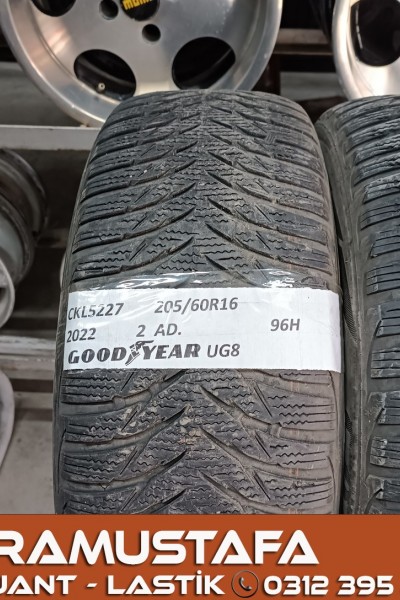 CKL5227 205/60R16
2022 2 AD. 96H
GOODYEAR UG8
RAMUSTAFA
JANT - LASTİK 0312 395